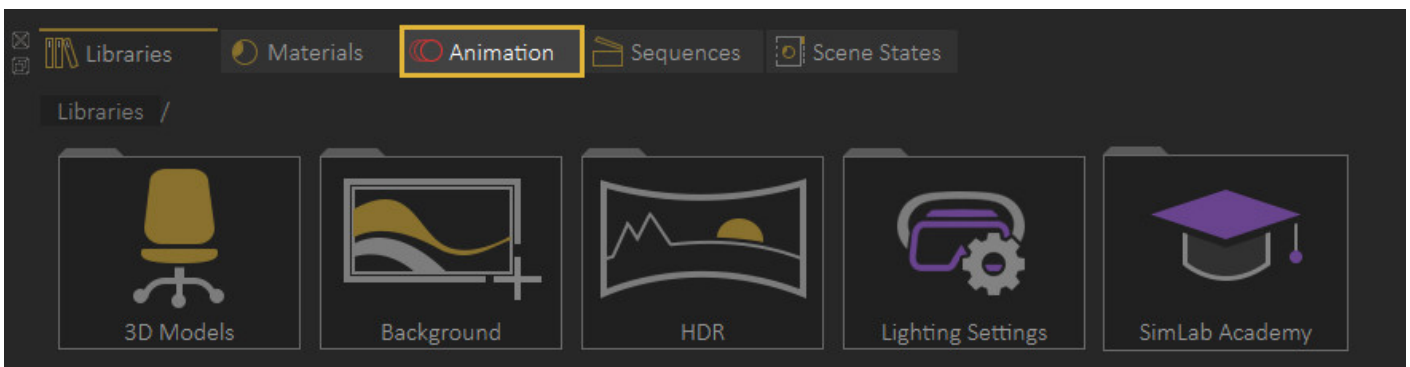 Libraries Materials Animation Sequences Scene States
Libraries /
3D Models Background HDR Lighting Settings SimLab Academy